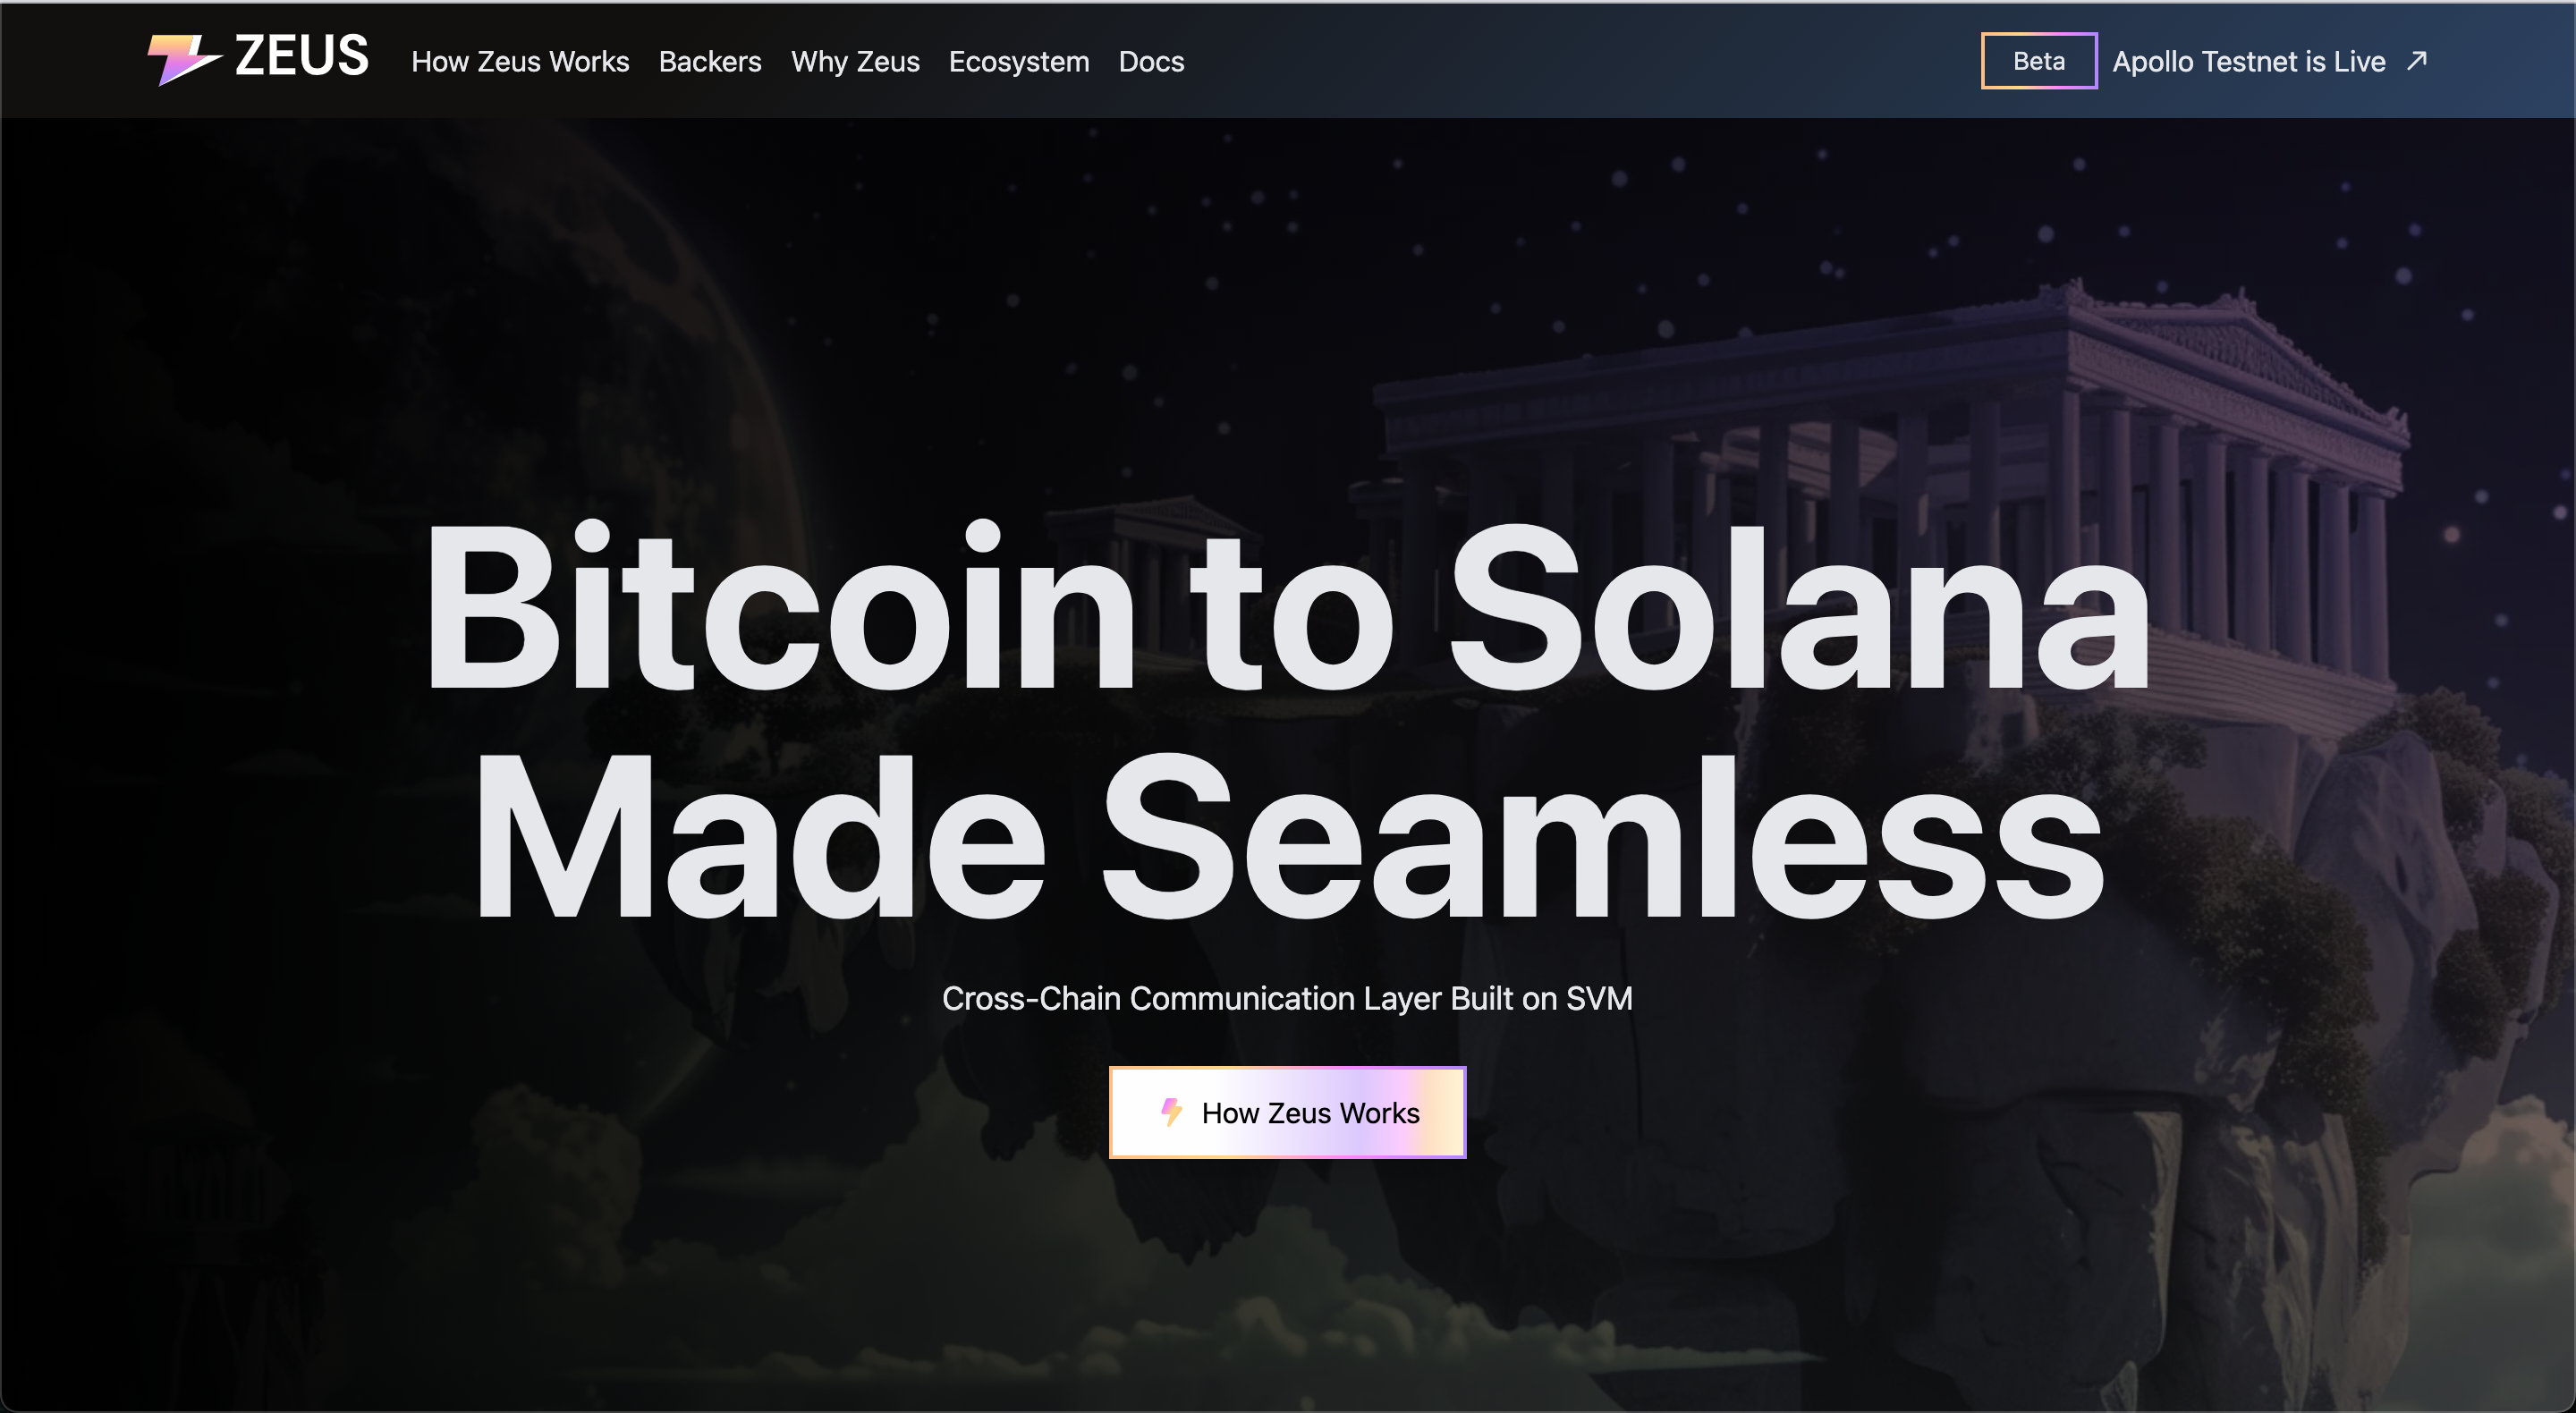 ZEUS How Zeus Works Backers Why Zeus Ecosystem Docs Beta Apollo Testnet is Live
Bitcoin to Solana
Made Seamless
Cross-Chain Communication Layer Built on SVM
How Zeus Works